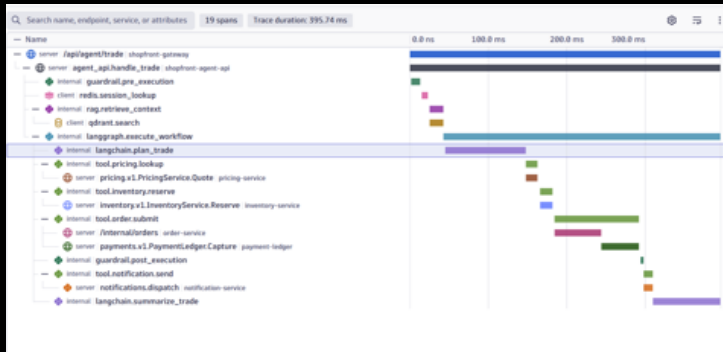 Search name, endpoint, service, or attributes 19 spans Trace duration: 395.74 ms
Name 0.0 ns 100.0 ms 200.0 ms 300.0 ms
server /api/agent/trade shopfront-gateway
server agent_api.handle_trade shopfront-agent-api
internal guardrail.pre_execution
client redis.session_lookup
internal rag.retrieve_context
client qdrant.search
internal langgraph.execute_workflow
internal langchain.plan_trade
internal tool.pricing.lookup
server pricing.v1.PricingService.Quote pricing-service
internal tool.inventory.reserve
server inventory.v1.InventoryService.Reserve inventory-service
internal tool.order.submit
server /internal/orders order-service
server payments.v1.PaymentLedger.Capture payment-ledger
internal guardrail.post_execution
internal tool.notification.send
server notifications.dispatch notification-service
internal langchain.summarize_trade